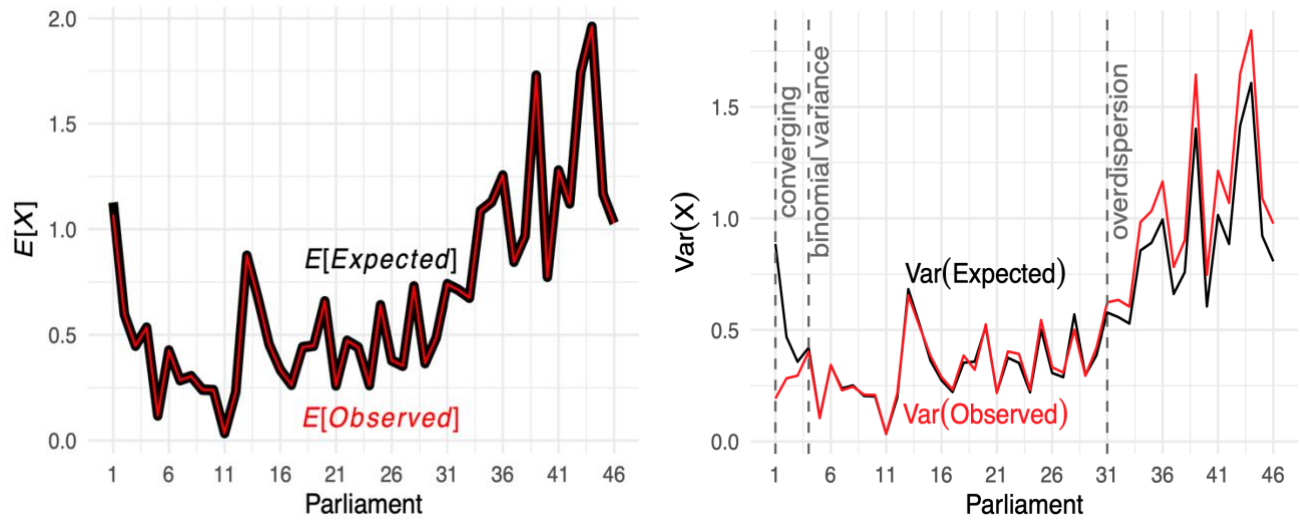 2.0
1.5
1.0
0.5
0.0
E[X]
E[Expected]
E[Observed]
1 6 11 16 21 26 31 36 41 46
Parliament
1.5
1.0
0.5
0.0
Var(X)
converging
binomial variance
overdispersion
Var(Expected)
Var(Observed)
1 6 11 16 21 26 31 36 41 46
Parliament